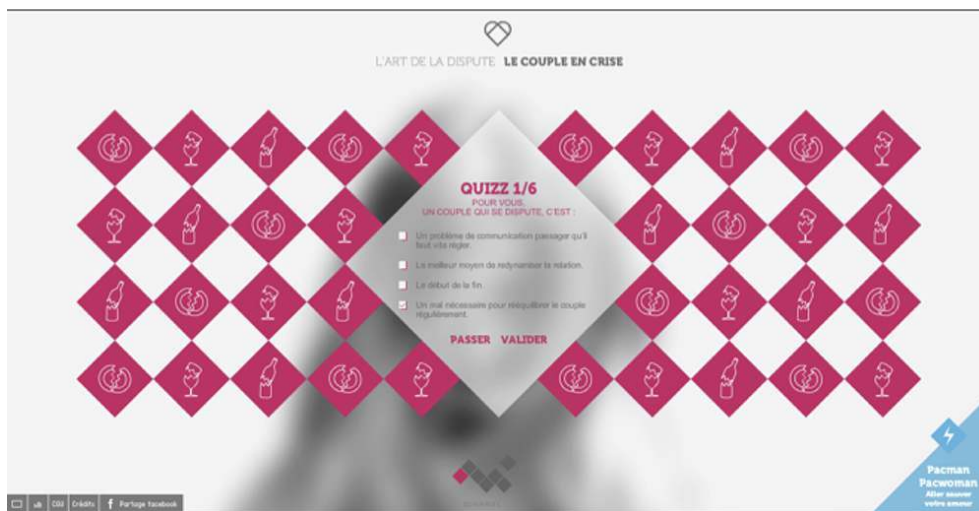 L'ART DE LA DISPUTE LE COUPLE EN CRISE
QUIZZ 1/6
POUR VOUS,
UN COUPLE QUI SE DISPUTE, C'EST :
Un problème de communication passager qu'il
faut vite régler.
Le meilleur moyen de redynamiser la relation.
Le début de la fin
Un mal nécessaire pour rééquilibrer le couple
régulièrement.
PASSER VALIDER
Pacman
Pacwoman
Aller sauver
votre amour
CGU Crédits f Partage facebook